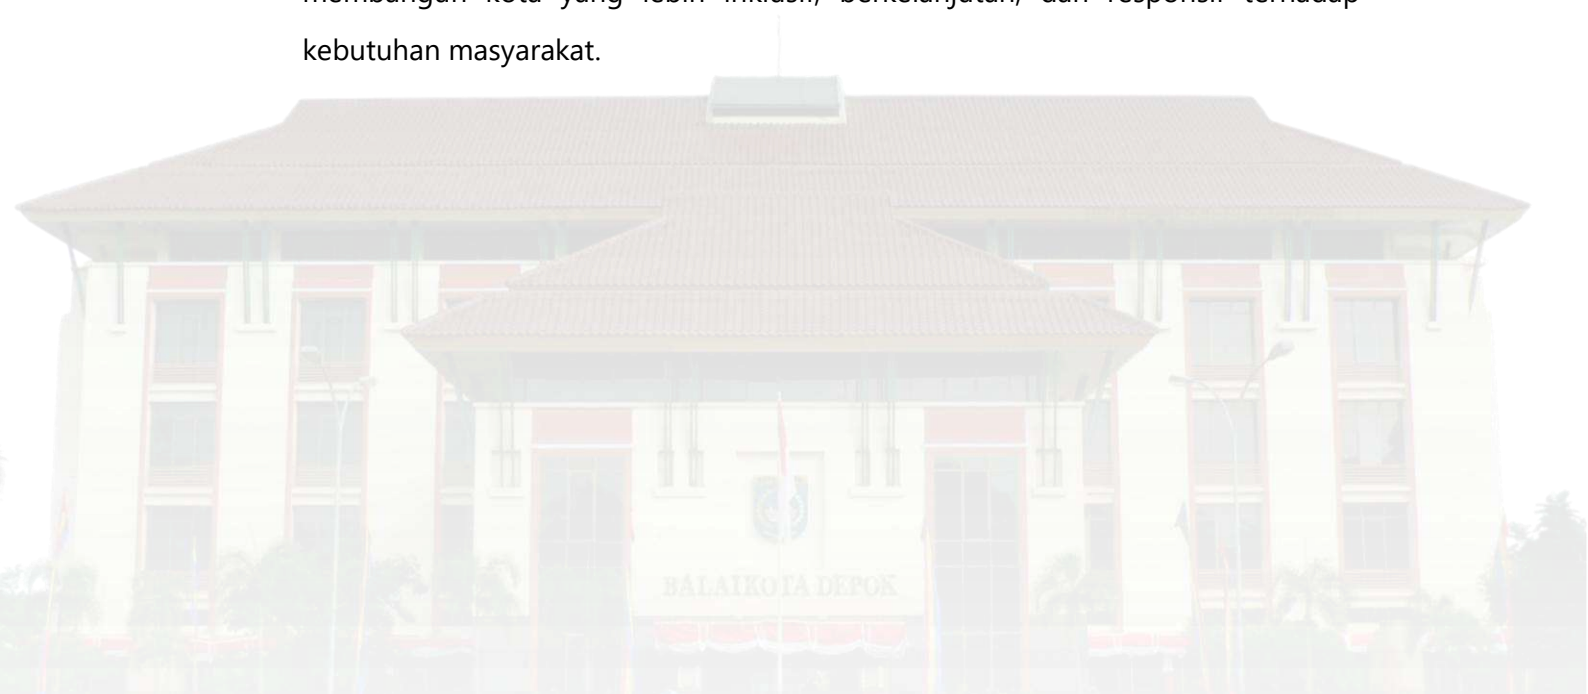 membangun kota yang lebih inklusif, berkelanjutan, dan responsif terhadap
kebutuhan masyarakat.
BALAIKOTA DEPOK